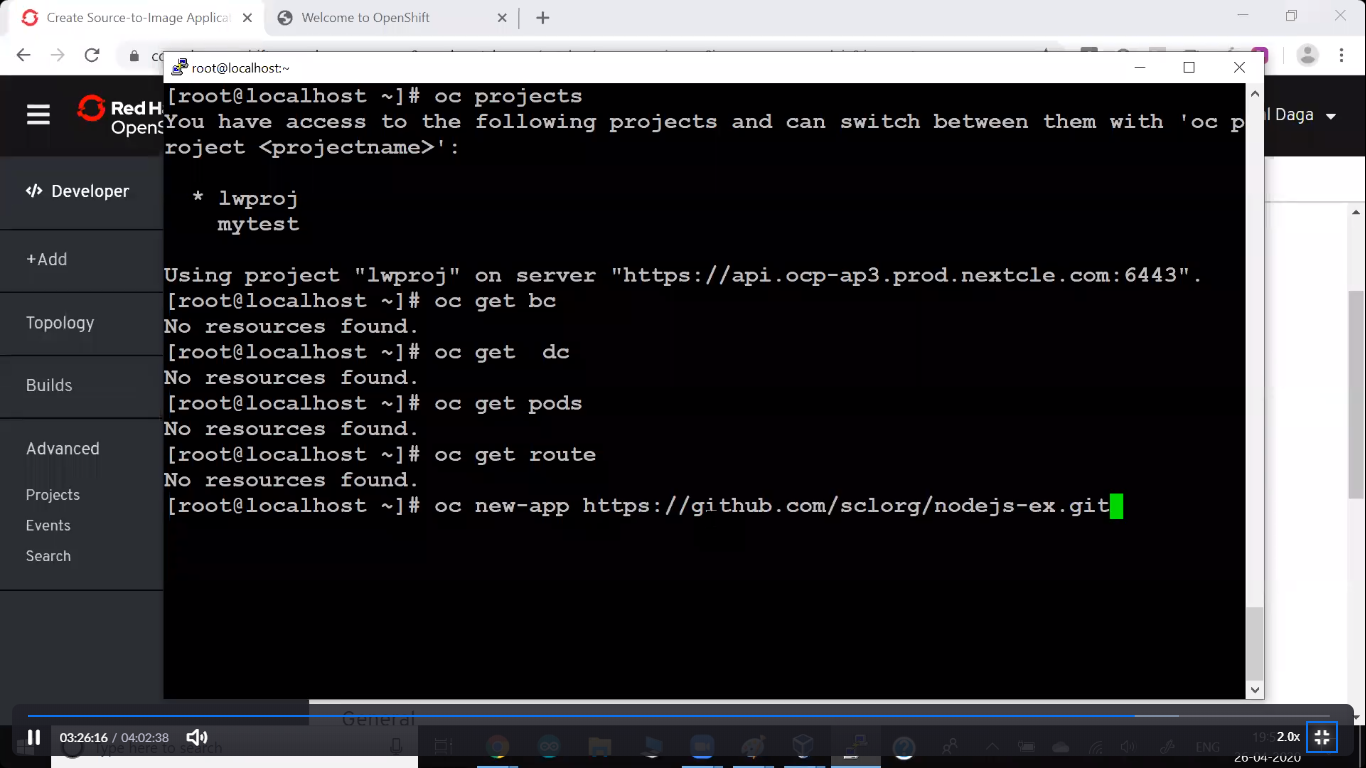 Create Source-to-Image Applica
Welcome to OpenShift
root@localhost:~
Red H
OpenS
l Daga
Developer
+Add
Topology
Builds
Advanced
Projects
Events
Search
[root@localhost ~]# oc projects
You have access to the following projects and can switch between them with 'oc p
roject <projectname>':
* lwproj
mytest
Using project "lwproj" on server "https://api.ocp-ap3.prod.nextcle.com:6443".
[root@localhost ~]# oc get bc
No resources found.
[root@localhost ~]# oc get  dc
No resources found.
[root@localhost ~]# oc get pods
No resources found.
[root@localhost ~]# oc get route
No resources found.
[root@localhost ~]# oc new-app https://github.com/sclorg/nodejs-ex.git
General
03:26:16 / 04:02:38
Type here to search
ENG
2.0x
26-04-2020